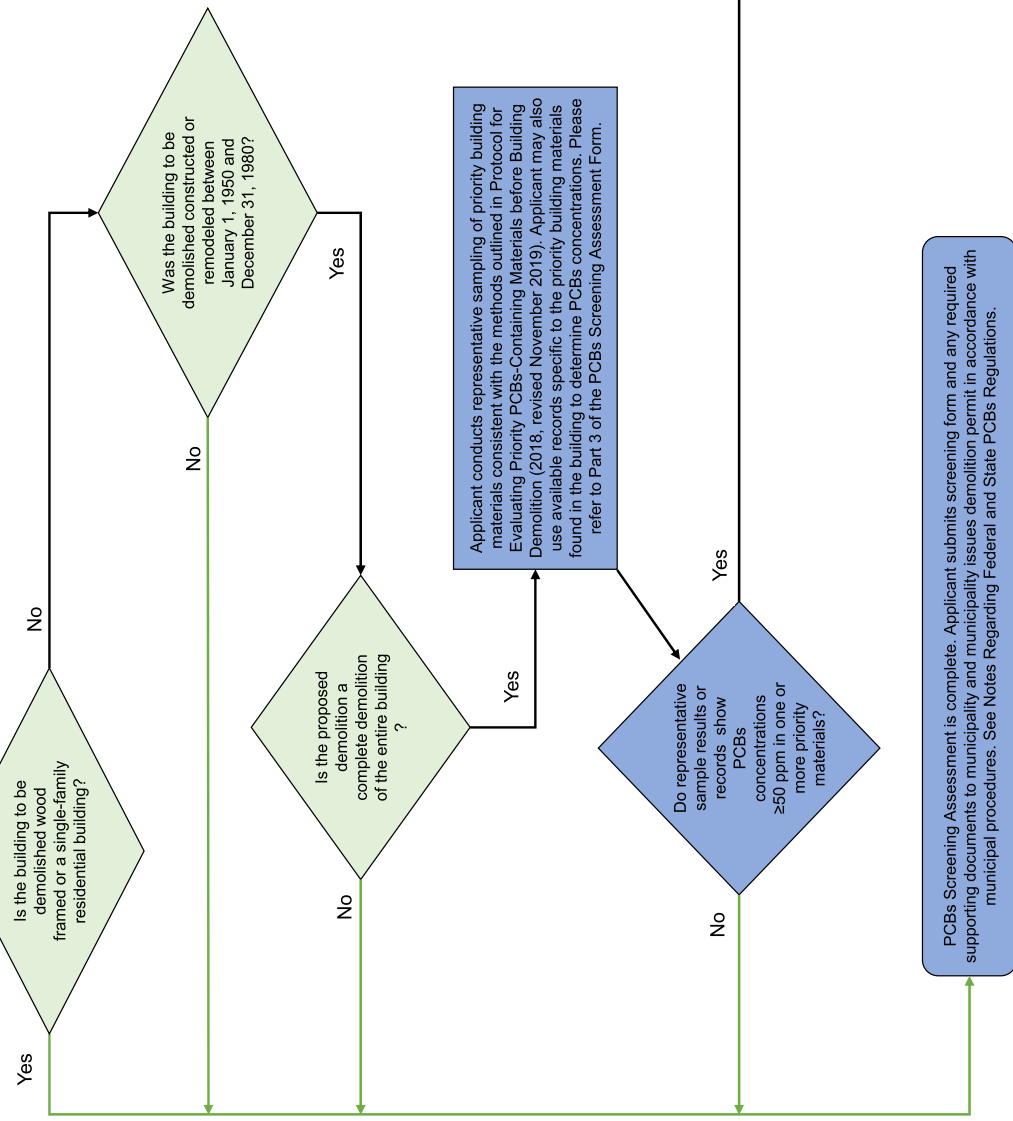 Is the building to be
demolished wood
framed or a single-family
residential building?
Yes
No
Was the building to be
demolished constructed or
remodeled between
January 1, 1950 and
December 31, 1980?
No
Yes
Is the proposed
demolition a
complete demolition
of the entire building
?
No
Yes
Applicant conducts representative sampling of priority building
materials consistent with the methods outlined in Protocol for
Evaluating Priority PCBs-Containing Materials before Building
Demolition (2018, revised November 2019). Applicant may also
use available records specific to the priority building materials
found in the building to determine PCBs concentrations. Please
refer to Part 3 of the PCBs Screening Assessment Form.
Do representative
sample results or
records show
PCBs
concentrations
≥50 ppm in one or
more priority
materials?
No
Yes
PCBs Screening Assessment is complete. Applicant submits screening form and any required
supporting documents to municipality and municipality issues demolition permit in accordance with
municipal procedures. See Notes Regarding Federal and State PCBs Regulations.